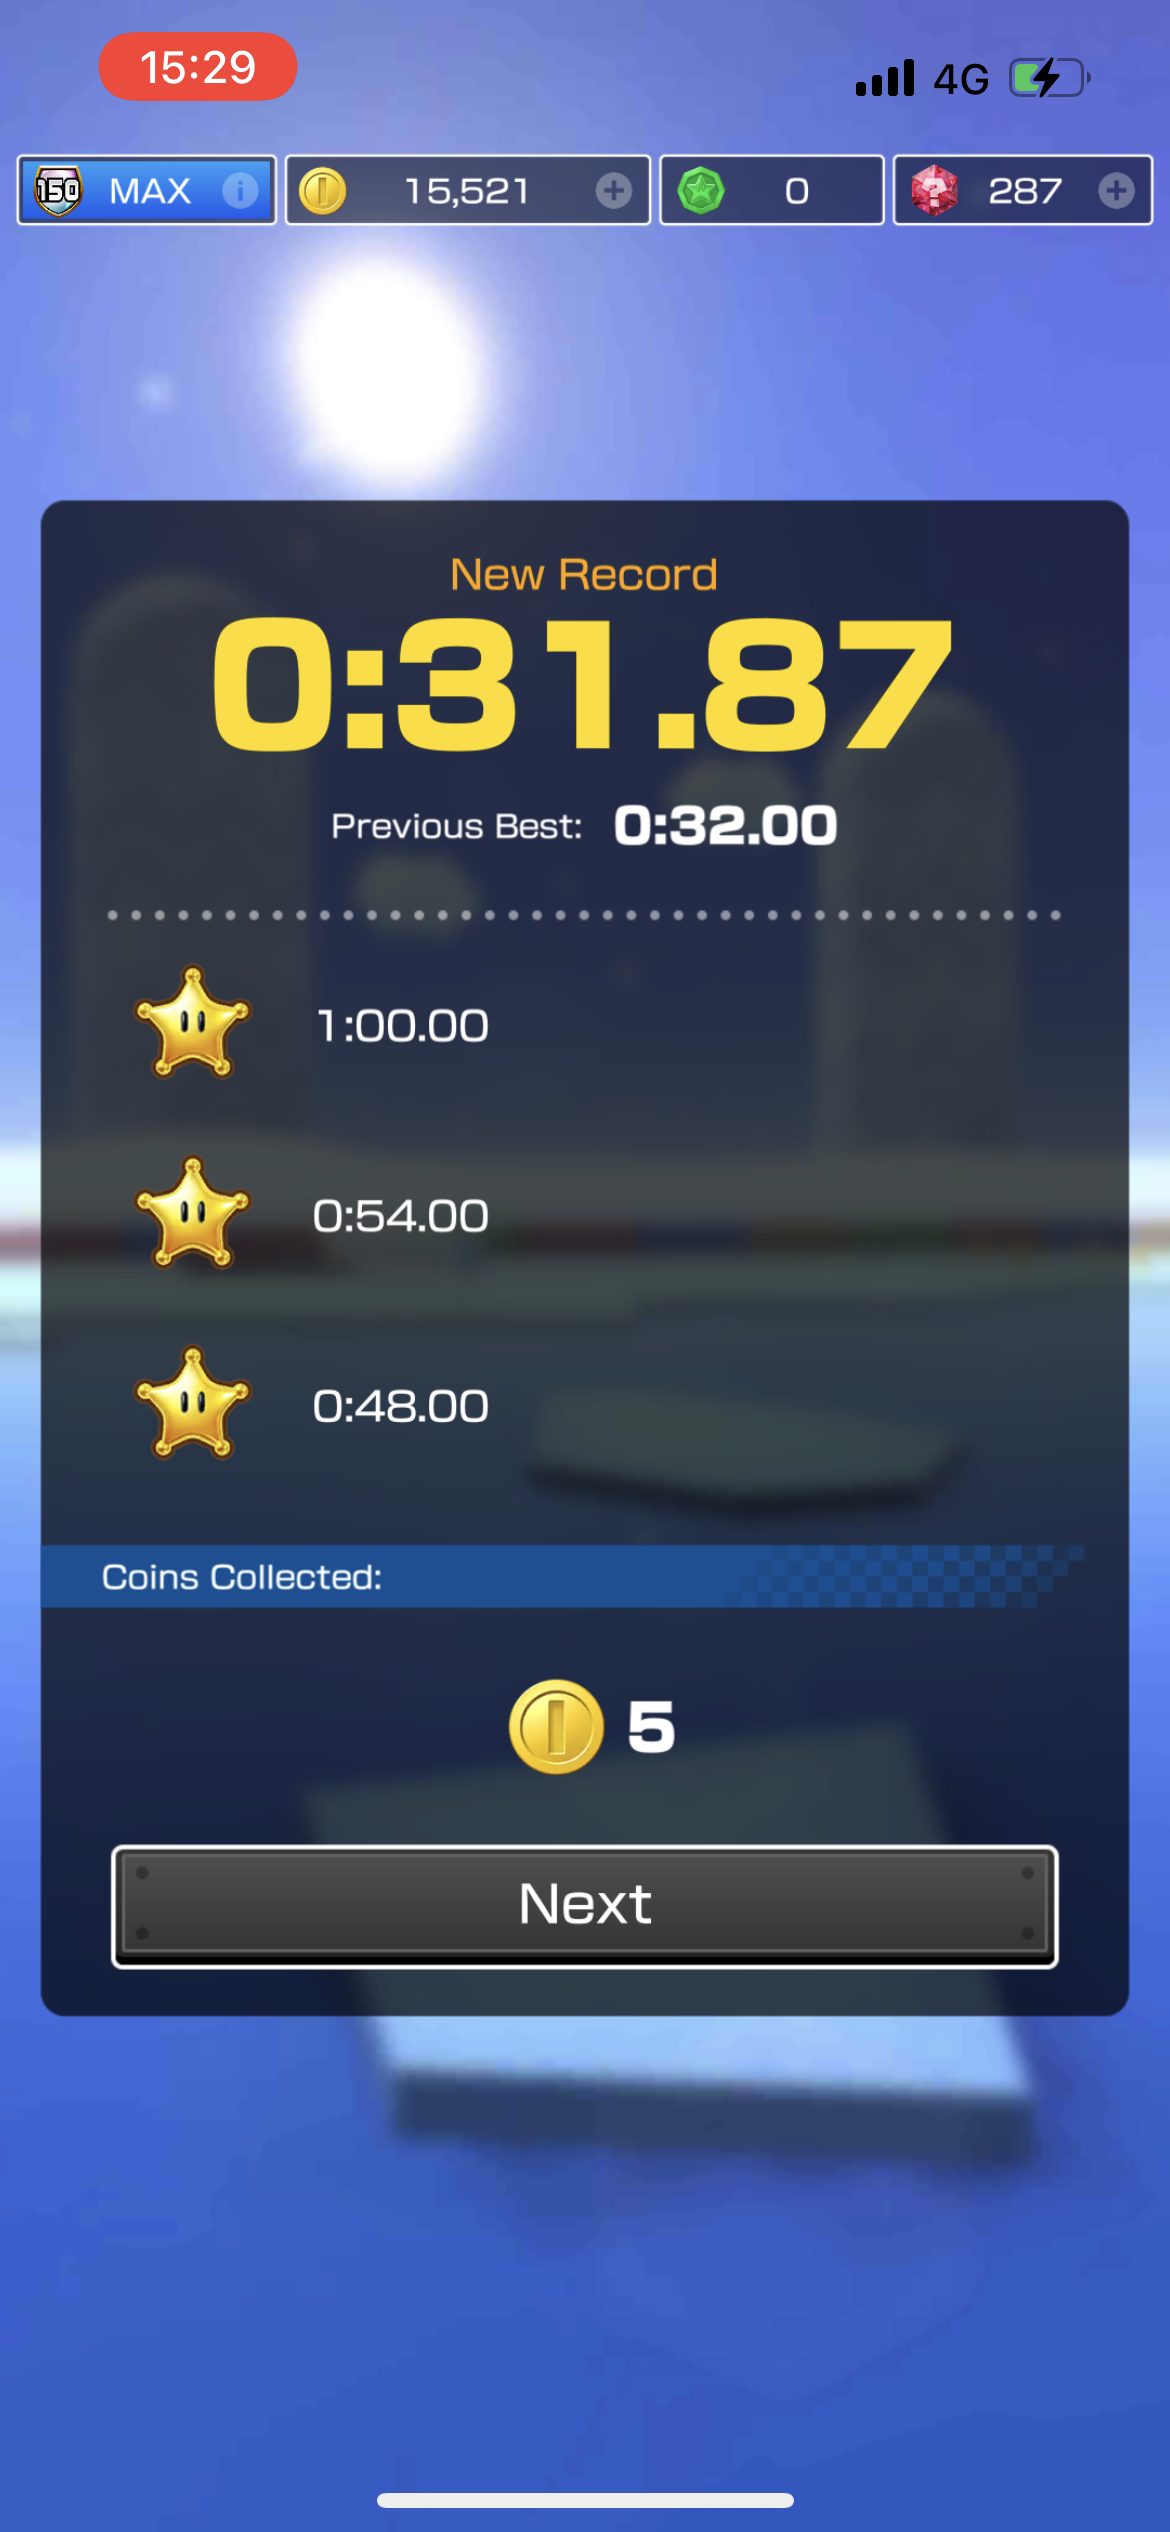 15:29 4G
150 MAX i 15,521 + 0 ? 287 +
New Record
0:31.87
Previous Best: 0:32.00
1:00.00
0:54.00
0:48.00
Coins Collected:
5
Next